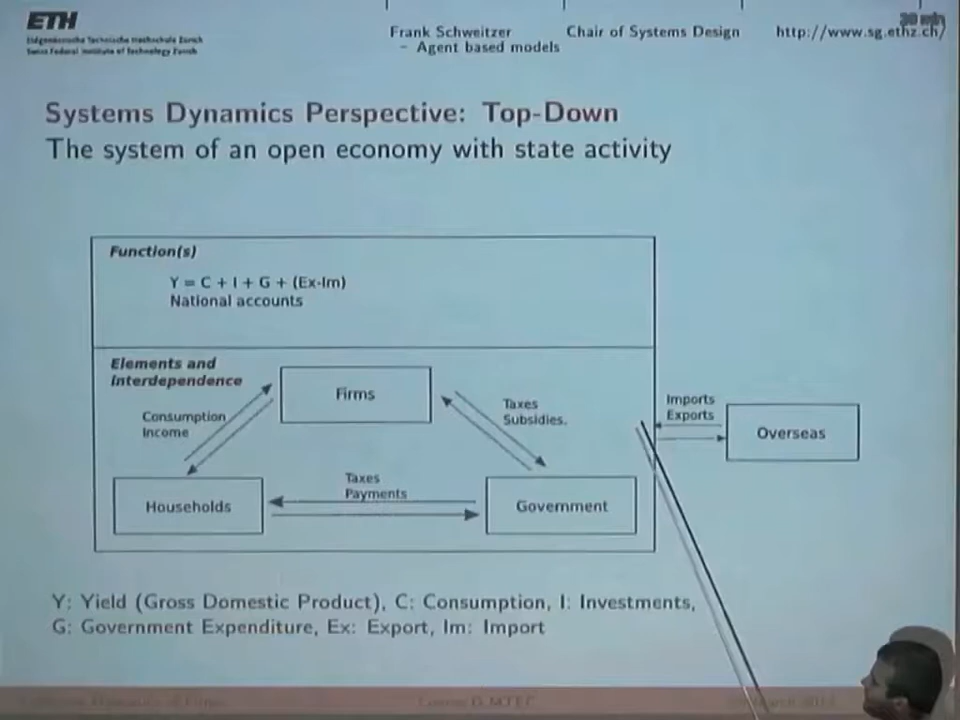 ETH
Eidgenössische Technische Hochschule Zürich
Swiss Federal Institute of Technology Zurich
Frank Schweitzer
– Agent based models
Chair of Systems Design
http://www.sg.ethz.ch/
Systems Dynamics Perspective: Top-Down
The system of an open economy with state activity
Function(s)
Y = C + I + G + (Ex-Im)
National accounts
Elements and
Interdependence
Firms
Consumption
Income
Taxes
Subsidies.
Imports
Exports
Overseas
Taxes
Payments
Households
Government
Y: Yield (Gross Domestic Product), C: Consumption, I: Investments,
G: Government Expenditure, Ex: Export, Im: Import